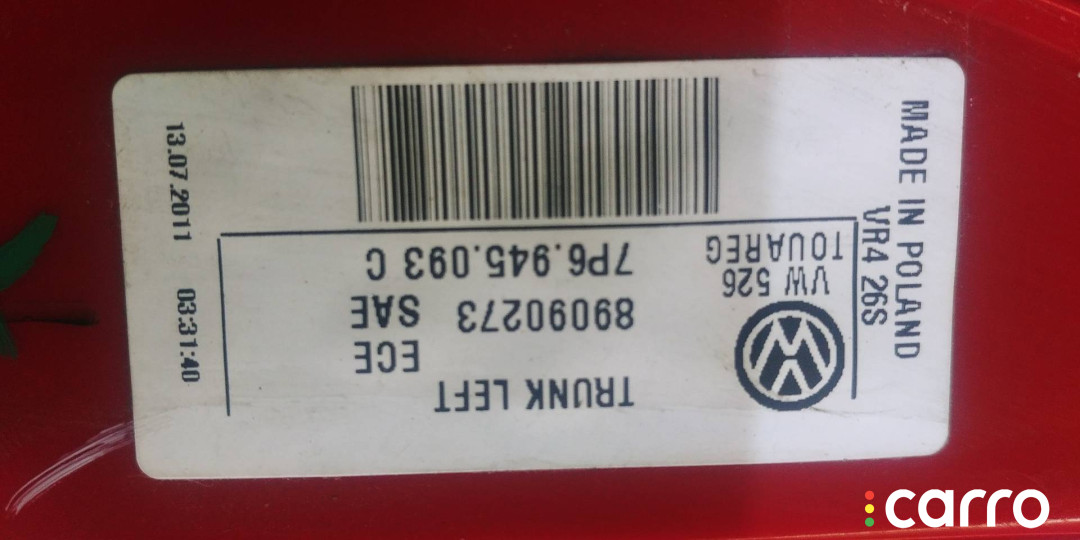 TRUNK LEFT
ECE
89090273 SAE
7P6.945.093 C
VW 526
TOUAREG
MADE IN POLAND
VR4 26S
13.07.2011 03:31:40
carro